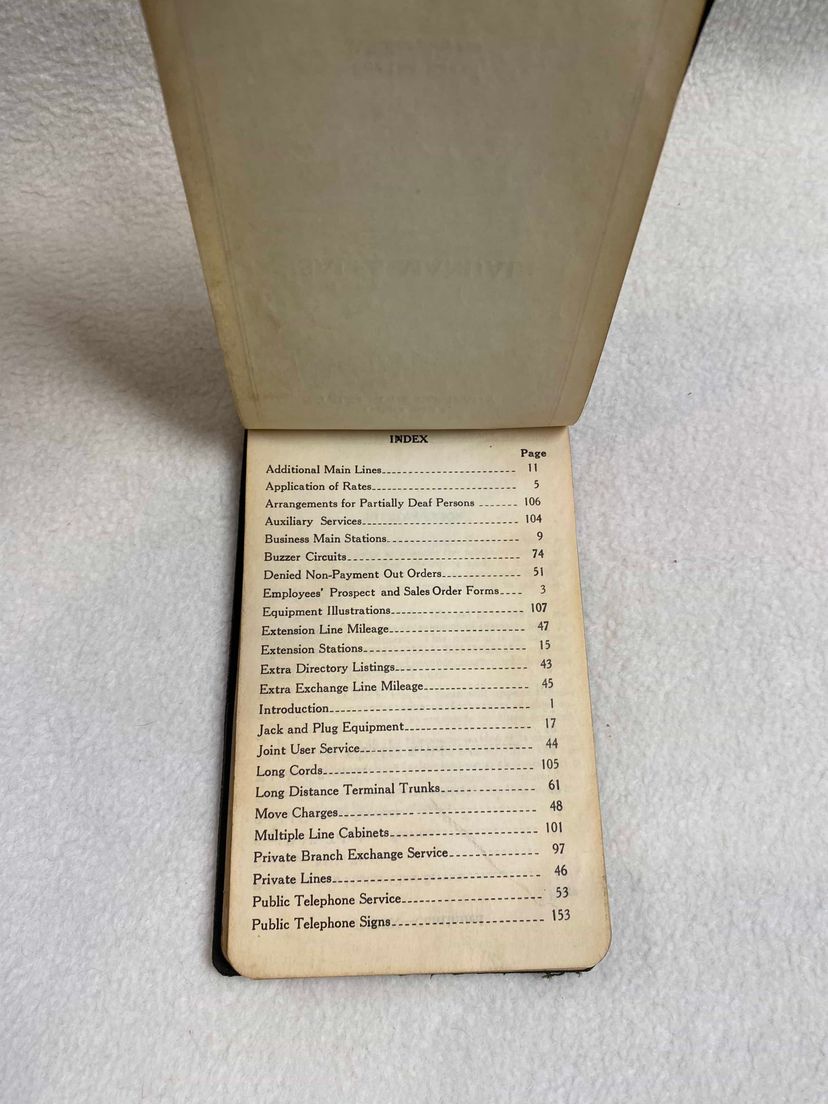 INDEX
Page
Additional Main Lines 11
Application of Rates 5
Arrangements for Partially Deaf Persons 106
Auxiliary Services 104
Business Main Stations 9
Buzzer Circuits 74
Denied Non-Payment Out Orders 51
Employees' Prospect and Sales Order Forms 3
Equipment Illustrations 107
Extension Line Mileage 47
Extension Stations 15
Extra Directory Listings 43
Extra Exchange Line Mileage 45
Introduction 1
Jack and Plug Equipment 17
Joint User Service 44
Long Cords 105
Long Distance Terminal Trunks 61
Move Charges 48
Multiple Line Cabinets 101
Private Branch Exchange Service 97
Private Lines 46
Public Telephone Service 53
Public Telephone Signs 153